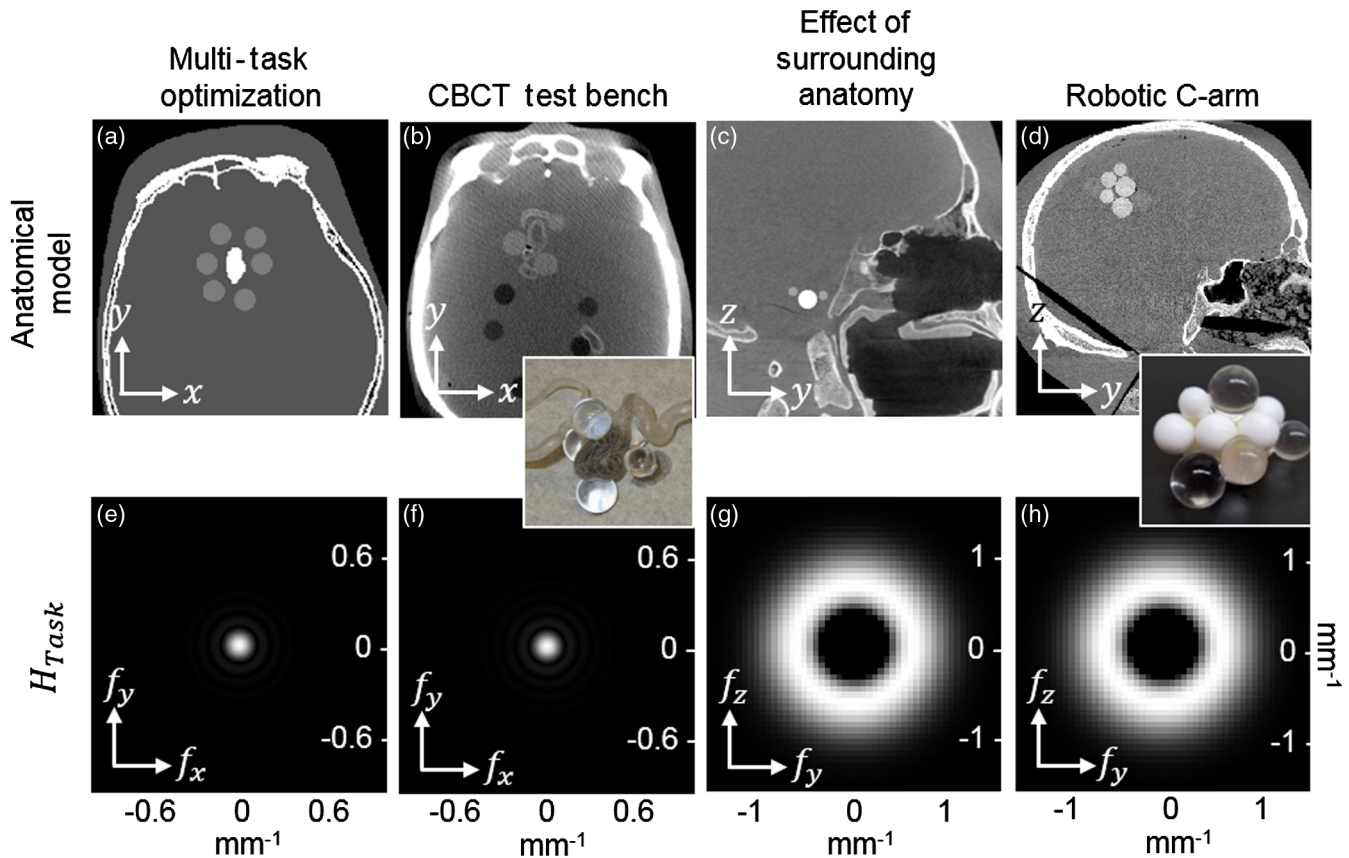 Multi-task
optimization
CBCT test bench
Effect of
surrounding
anatomy
Robotic C-arm
Anatomical
model
(a)
y
x
(b)
y
x
(c)
z
y
(d)
z
y
H_Task
(e)
0.6
0
-0.6
f_y
f_x
(f)
0.6
0
-0.6
f_y
f_x
(g)
1
0
-1
f_z
f_y
(h)
1
0
-1
f_z
f_y
mm⁻¹
-0.6 0 0.6
mm⁻¹
-0.6 0 0.6
mm⁻¹
-1 0 1
mm⁻¹
-1 0 1
mm⁻¹